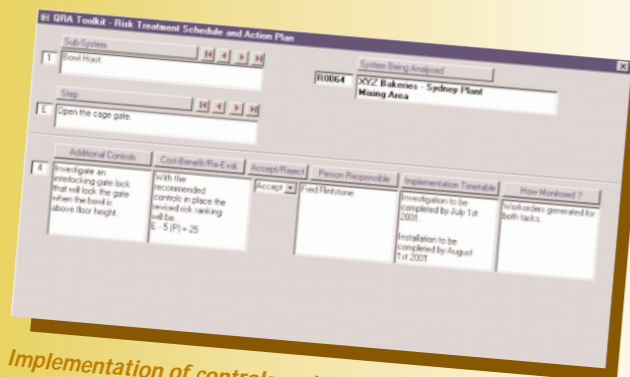 QRA Toolkit - Risk Treatment Schedule and Action Plan
Sub-System
1
Bowl Hoist
System Being Analysed
R0064
XYZ Bakeries - Sydney Plant
Mixing Area
Step
E
Open the cage gate.
Additional Controls
Cost-Benefit/Re-Eval
Accept/Reject
Person Responsible
Implementation Timetable
How Monitored ?
4
Investigate an
interlocking gate lock
that will lock the gate
when the bowl is
above floor height.
With the
recommended
controls in place the
revised risk ranking
will be
E - 5 (P) = 25
Accept
Fred Flintstone
Investigation to be
completed by July 1st
2001.
Installation to be
completed by August
1st 2001
Workorders generated for
both tasks.
Implementation of controls